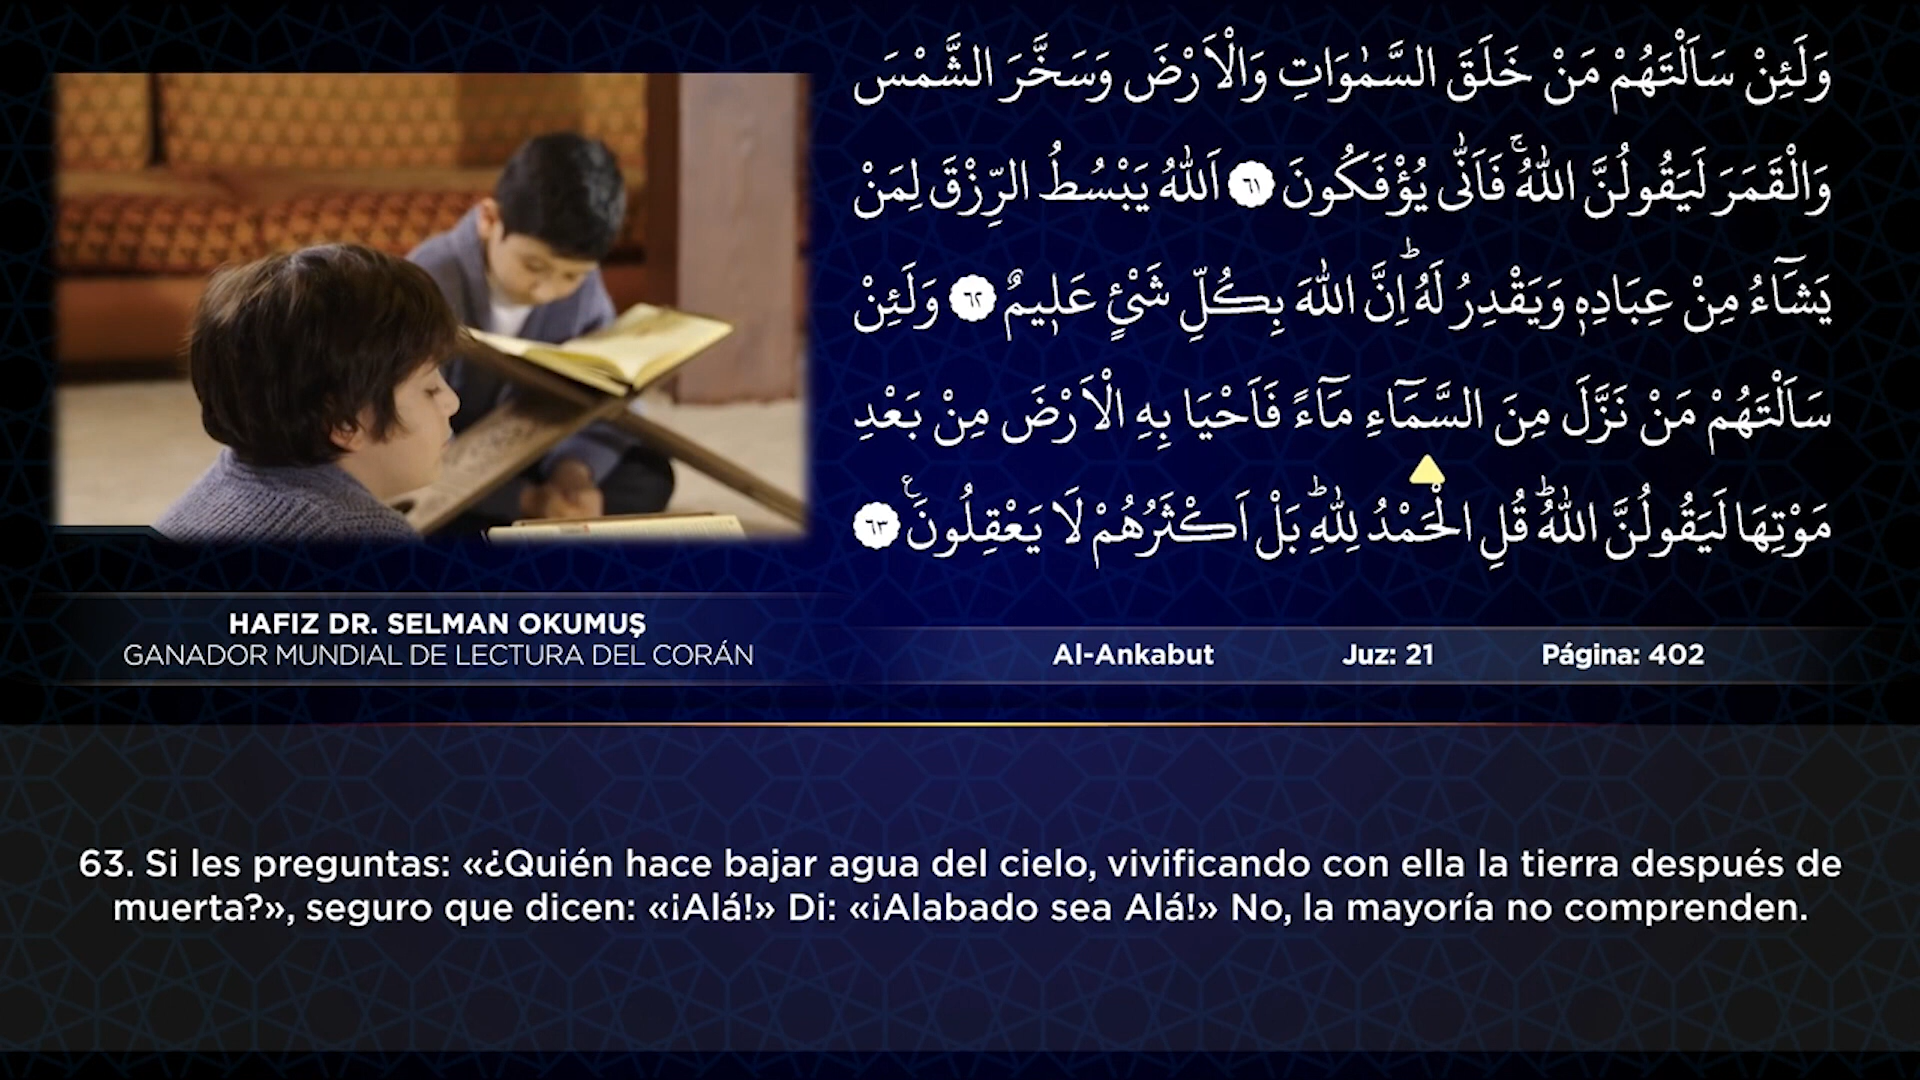 وَلَئِنْ سَاَلْتَهُمْ مَنْ خَلَقَ السَّمٰوَاتِ وَالْاَرْضَ وَسَخَّرَ الشَّمْسَ
وَالْقَمَرَ لَيَقُولُنَّ اللّٰهُۚ فَاَنّٰى يُؤْفَكُونَ ﴿٦١﴾ اَللّٰهُ يَبْسُطُ الرِّزْقَ لِمَنْ
يَشَٓاءُ مِنْ عِبَادِه۪ وَيَقْدِرُ لَهُۜ اِنَّ اللّٰهَ بِكُلِّ شَيْءٍ عَل۪يمٌ ﴿٦٢﴾ وَلَئِنْ
سَاَلْتَهُمْ مَنْ نَزَّلَ مِنَ السَّمَٓاءِ مَٓاءً فَاَحْيَا بِهِ الْاَرْضَ مِنْ بَعْدِ
مَوْتِهَا لَيَقُولُنَّ اللّٰهُۜ قُلِ الْحَمْدُ لِلّٰهِۜ بَلْ اَكْثَرُهُمْ لَا يَعْقِلُونَ۟ ﴿٦٣﴾
HAFIZ DR. SELMAN OKUMUŞ
GANADOR MUNDIAL DE LECTURA DEL CORÁN
Al-Ankabut Juz: 21 Página: 402
63. Si les preguntas: «¿Quién hace bajar agua del cielo, vivificando con ella la tierra después de
muerta?», seguro que dicen: «¡Alá!» Di: «¡Alabado sea Alá!» No, la mayoría no comprenden.